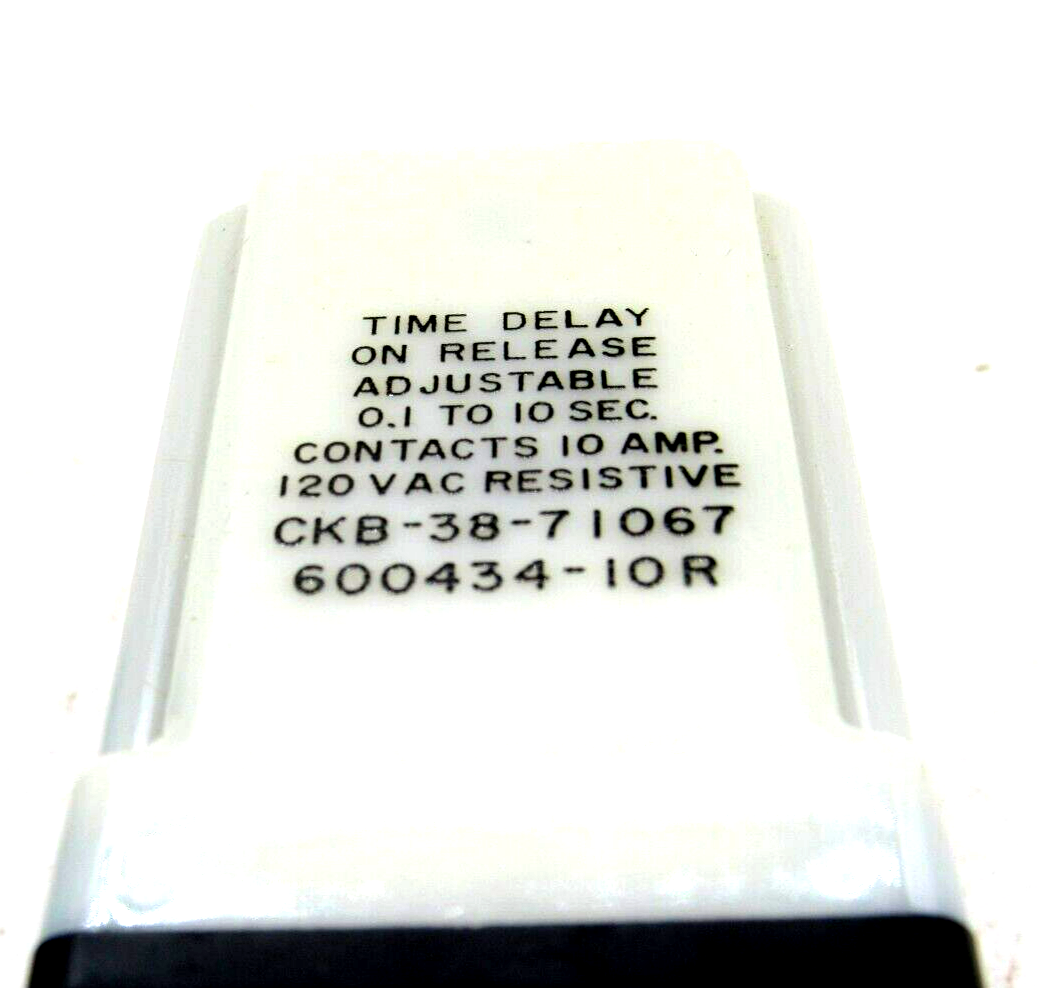 TIME DELAY
ON RELEASE
ADJUSTABLE
0.1 TO 10 SEC.
CONTACTS 10 AMP.
120 VAC RESISTIVE
CKB-38-71067
600434-10R